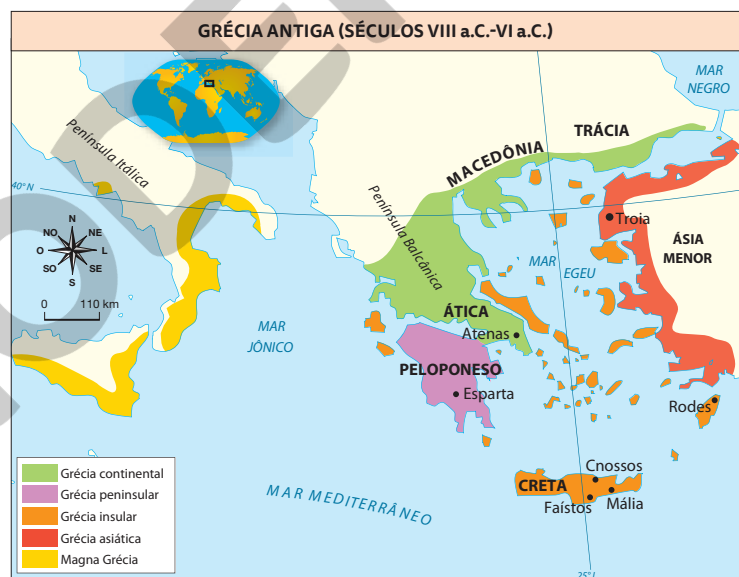 GRÉCIA ANTIGA (SÉCULOS VIII a.C.-VI a.C.)
MAR
NEGRO
TRÁCIA
MACEDÔNIA
Península Itálica
40° N
Península Balcânica
Troia
ÁSIA
MENOR
MAR
EGEU
N
NO
NE
O
L
SO
SE
S
0 110 km
MAR
JÔNICO
ÁTICA
Atenas
PELOPONESO
Esparta
Rodes
Cnossos
CRETA
Faístos
Mália
MAR MEDITERRÂNEO
Grécia continental
Grécia peninsular
Grécia insular
Grécia asiática
Magna Grécia
25° L